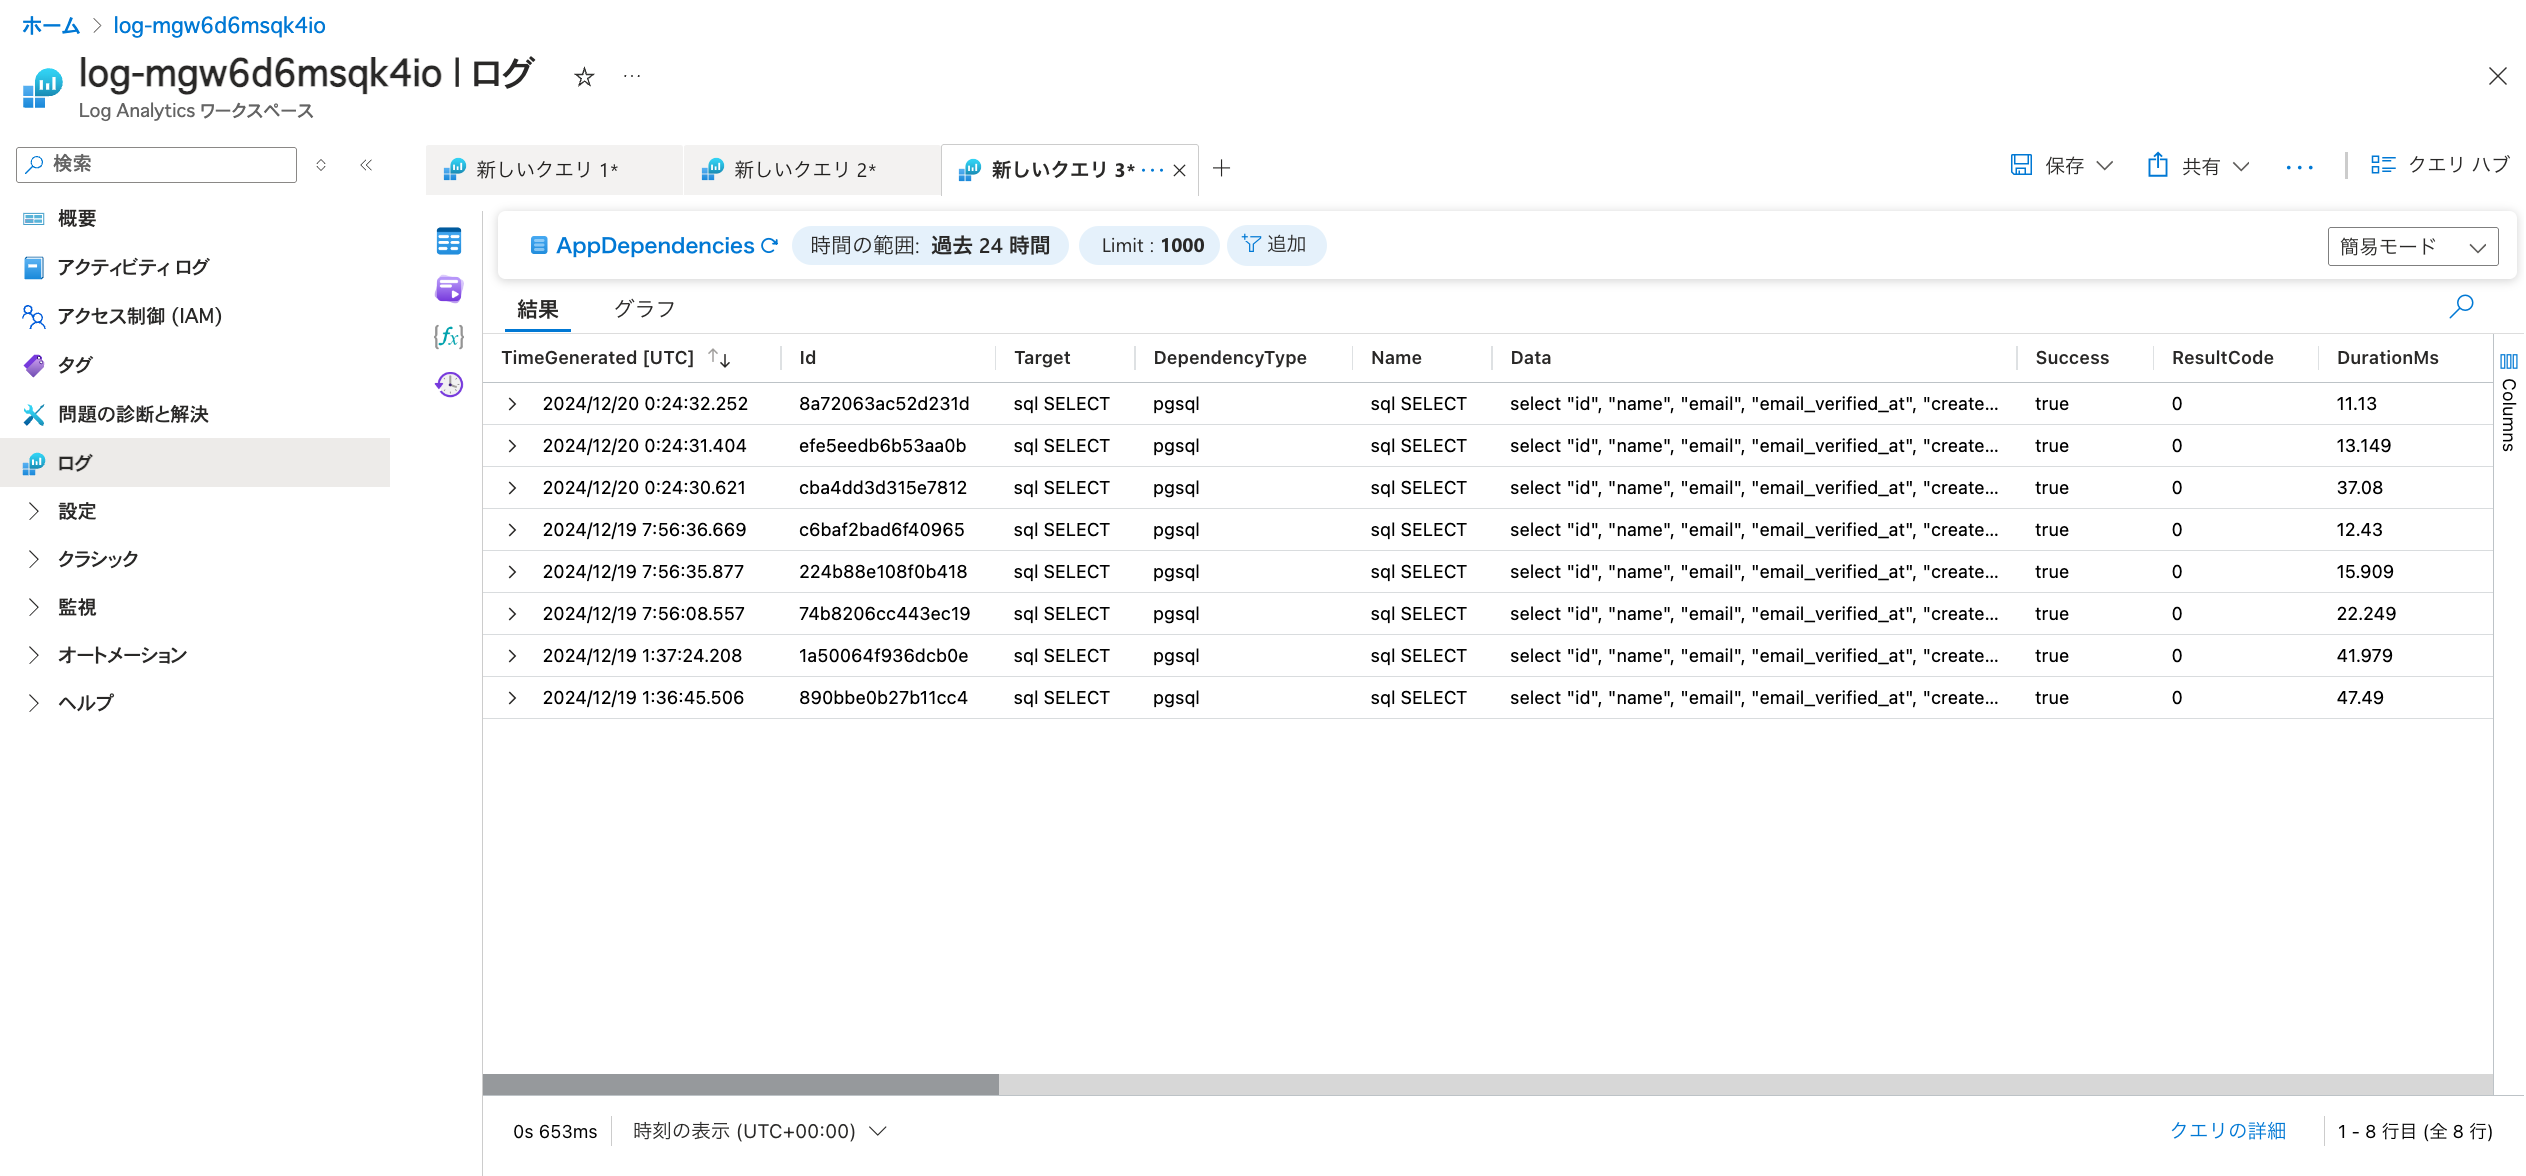 ホーム > log-mgw6d6msqk4io
log-mgw6d6msqk4io | ログ ☆ ...
Log Analytics ワークスペース
検索
概要
アクティビティ ログ
アクセス制御 (IAM)
タグ
問題の診断と解決
ログ
設定
クラシック
監視
オートメーション
ヘルプ
新しいクエリ 1* 新しいクエリ 2* 新しいクエリ 3* ··· +
保存 共有 ··· クエリ ハブ
AppDependencies 時間の範囲: 過去 24 時間 Limit : 1000 追加 簡易モード
結果 グラフ
TimeGenerated [UTC] Id Target DependencyType Name Data Success ResultCode DurationMs
2024/12/20 0:24:32.252 8a72063ac52d231d sql SELECT pgsql sql SELECT select "id", "name", "email", "email_verified_at", "create... true 0 11.13
2024/12/20 0:24:31.404 efe5eedb6b53aa0b sql SELECT pgsql sql SELECT select "id", "name", "email", "email_verified_at", "create... true 0 13.149
2024/12/20 0:24:30.621 cba4dd3d315e7812 sql SELECT pgsql sql SELECT select "id", "name", "email", "email_verified_at", "create... true 0 37.08
2024/12/19 7:56:36.669 c6baf2bad6f40965 sql SELECT pgsql sql SELECT select "id", "name", "email", "email_verified_at", "create... true 0 12.43
2024/12/19 7:56:35.877 224b88e108f0b418 sql SELECT pgsql sql SELECT select "id", "name", "email", "email_verified_at", "create... true 0 15.909
2024/12/19 7:56:08.557 74b8206cc443ec19 sql SELECT pgsql sql SELECT select "id", "name", "email", "email_verified_at", "create... true 0 22.249
2024/12/19 1:37:24.208 1a50064f936dcb0e sql SELECT pgsql sql SELECT select "id", "name", "email", "email_verified_at", "create... true 0 41.979
2024/12/19 1:36:45.506 890bbe0b27b11cc4 sql SELECT pgsql sql SELECT select "id", "name", "email", "email_verified_at", "create... true 0 47.49
Columns
0s 653ms 時刻の表示 (UTC+00:00) クエリの詳細 1 - 8 行目 (全 8 行)